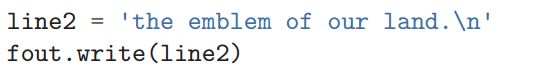 line2 = 'the emblem of our land.\n'
fout.write(line2)